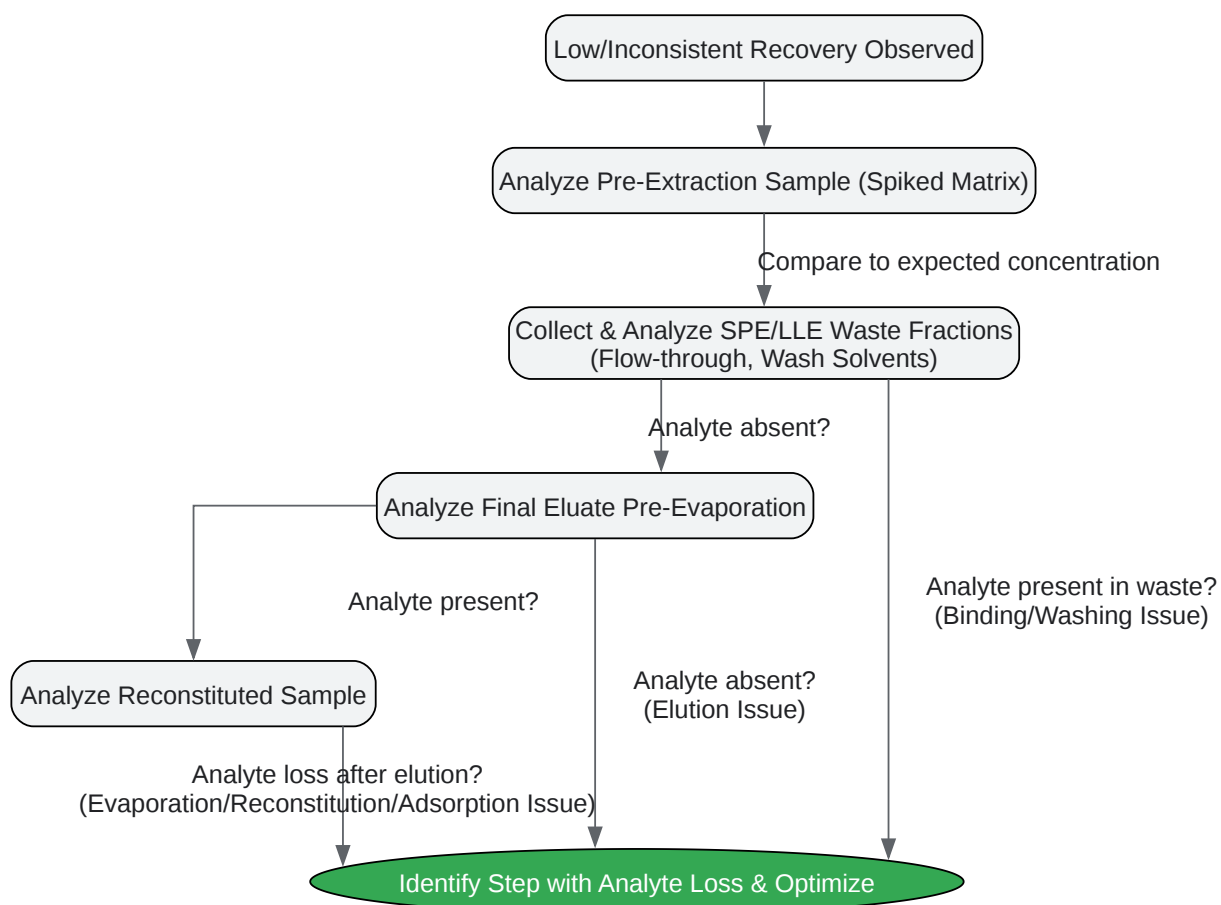 Low/Inconsistent Recovery Observed
Analyze Pre-Extraction Sample (Spiked Matrix)
Compare to expected concentration
Collect & Analyze SPE/LLE Waste Fractions
(Flow-through, Wash Solvents)
Analyte absent?
Analyze Final Eluate Pre-Evaporation
Analyte present in waste?
(Binding/Washing Issue)
Analyte present?
Analyze Reconstituted Sample
Analyte absent?
(Elution Issue)
Analyte loss after elution?
(Evaporation/Reconstitution/Adsorption Issue)
Identify Step with Analyte Loss & Optimize